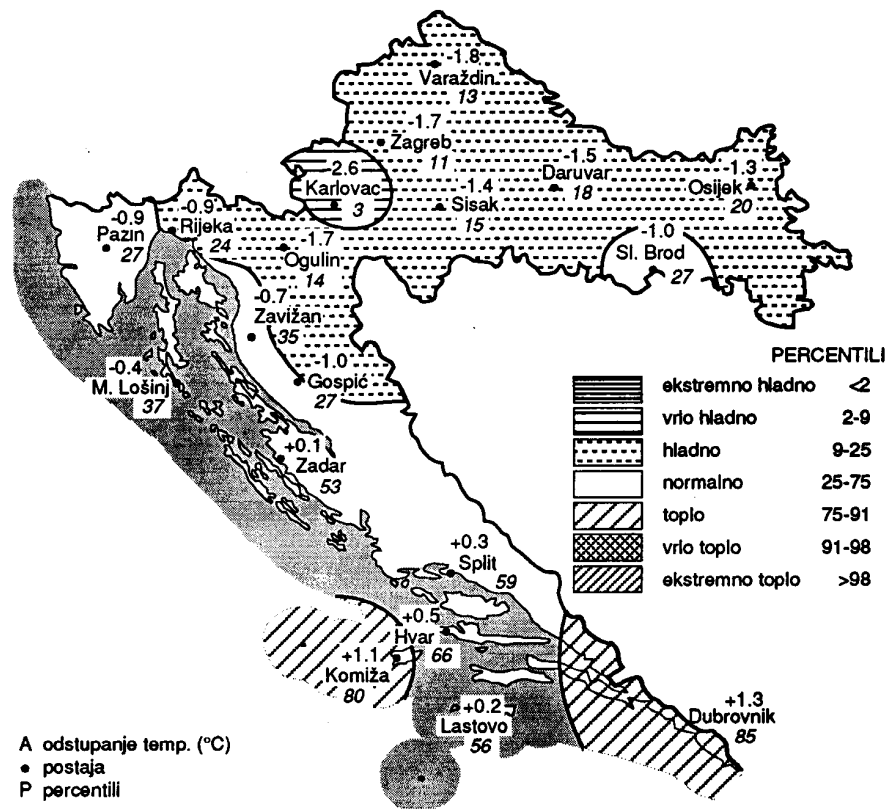 -1.8
Varaždin
13
-1.7
Zagreb
11
-2.6
Karlovac
3
-1.4
Sisak
15
-1.5
Daruvar
18
-1.3
Osijek
20
-1.0
Sl. Brod
27
-0.9
Pazin
27
-0.9
Rijeka
24
-1.7
Ogulin
14
-0.7
Zavižan
35
-1.0
Gospić
27
-0.4
M. Lošinj
37
+0.1
Zadar
53
+0.3
Split
59
+0.5
Hvar
66
+1.1
Komiža
80
+0.2
Lastovo
56
+1.3
Dubrovnik
85
PERCENTILI
ekstremno hladno <2
vrlo hladno 2-9
hladno 9-25
normalno 25-75
toplo 75-91
vrlo toplo 91-98
ekstremno toplo >98
A odstupanje temp. (°C)
• postaja
P percentili